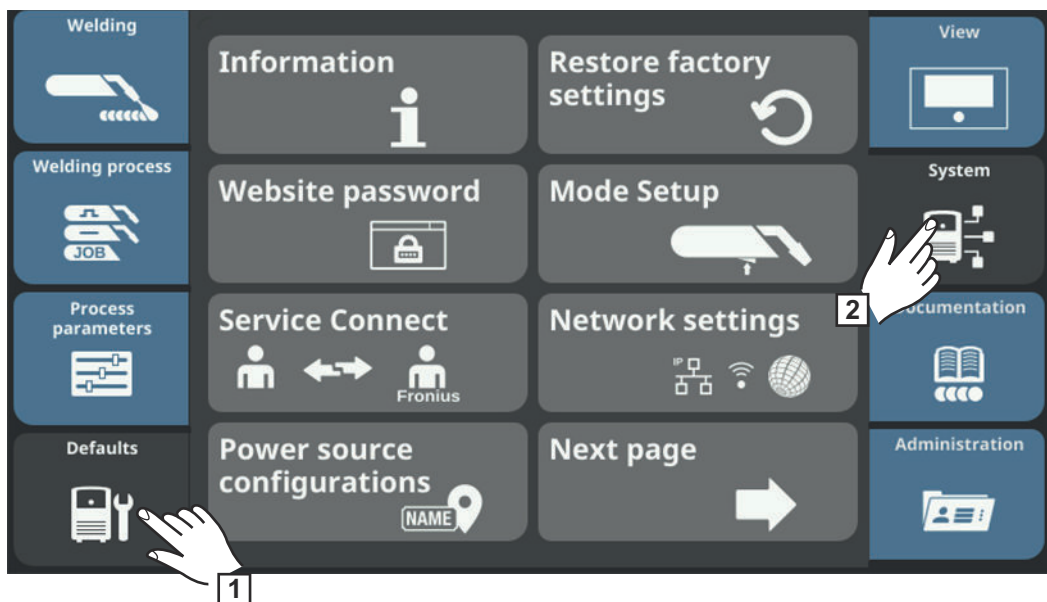 Welding
Welding process
JOB
Process
parameters
Defaults
1
Information
Restore factory
settings
Website password
Mode Setup
Service Connect
Fronius
Network settings
IP
Power source
configurations
NAME
Next page
View
System
2
Documentation
Administration